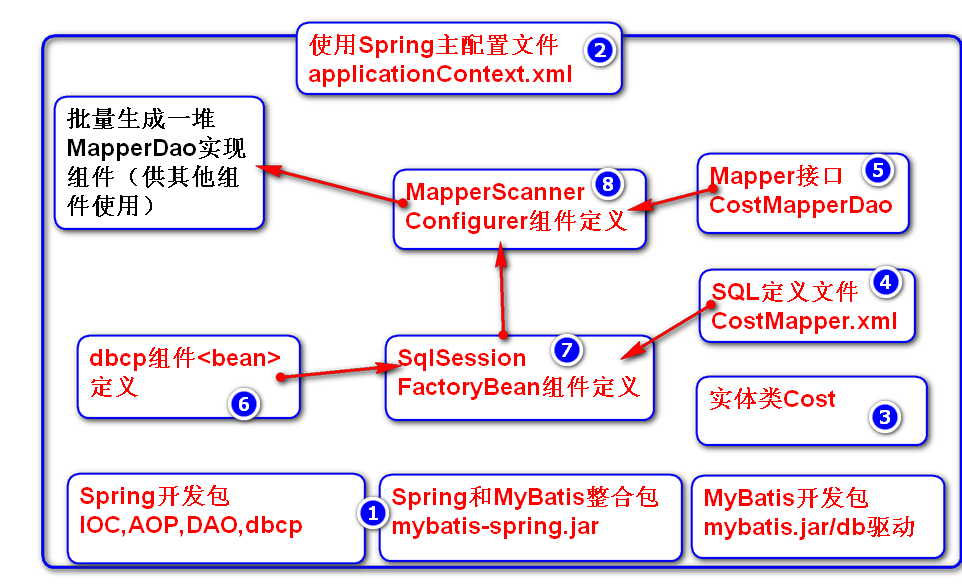 使用Spring主配置文件
applicationContext.xml
2
批量生成一堆
MapperDao实现
组件（供其他组
件使用）
MapperScanner
Configurer组件定义
8
Mapper接口
CostMapperDao
5
SQL定义文件
CostMapper.xml
4
dbcp组件<bean>
定义
6
SqlSession
FactoryBean组件定义
7
实体类Cost
3
Spring开发包
IOC,AOP,DAO,dbcp
1
Spring和MyBatis整合包
mybatis-spring.jar
MyBatis开发包
mybatis.jar/db驱动